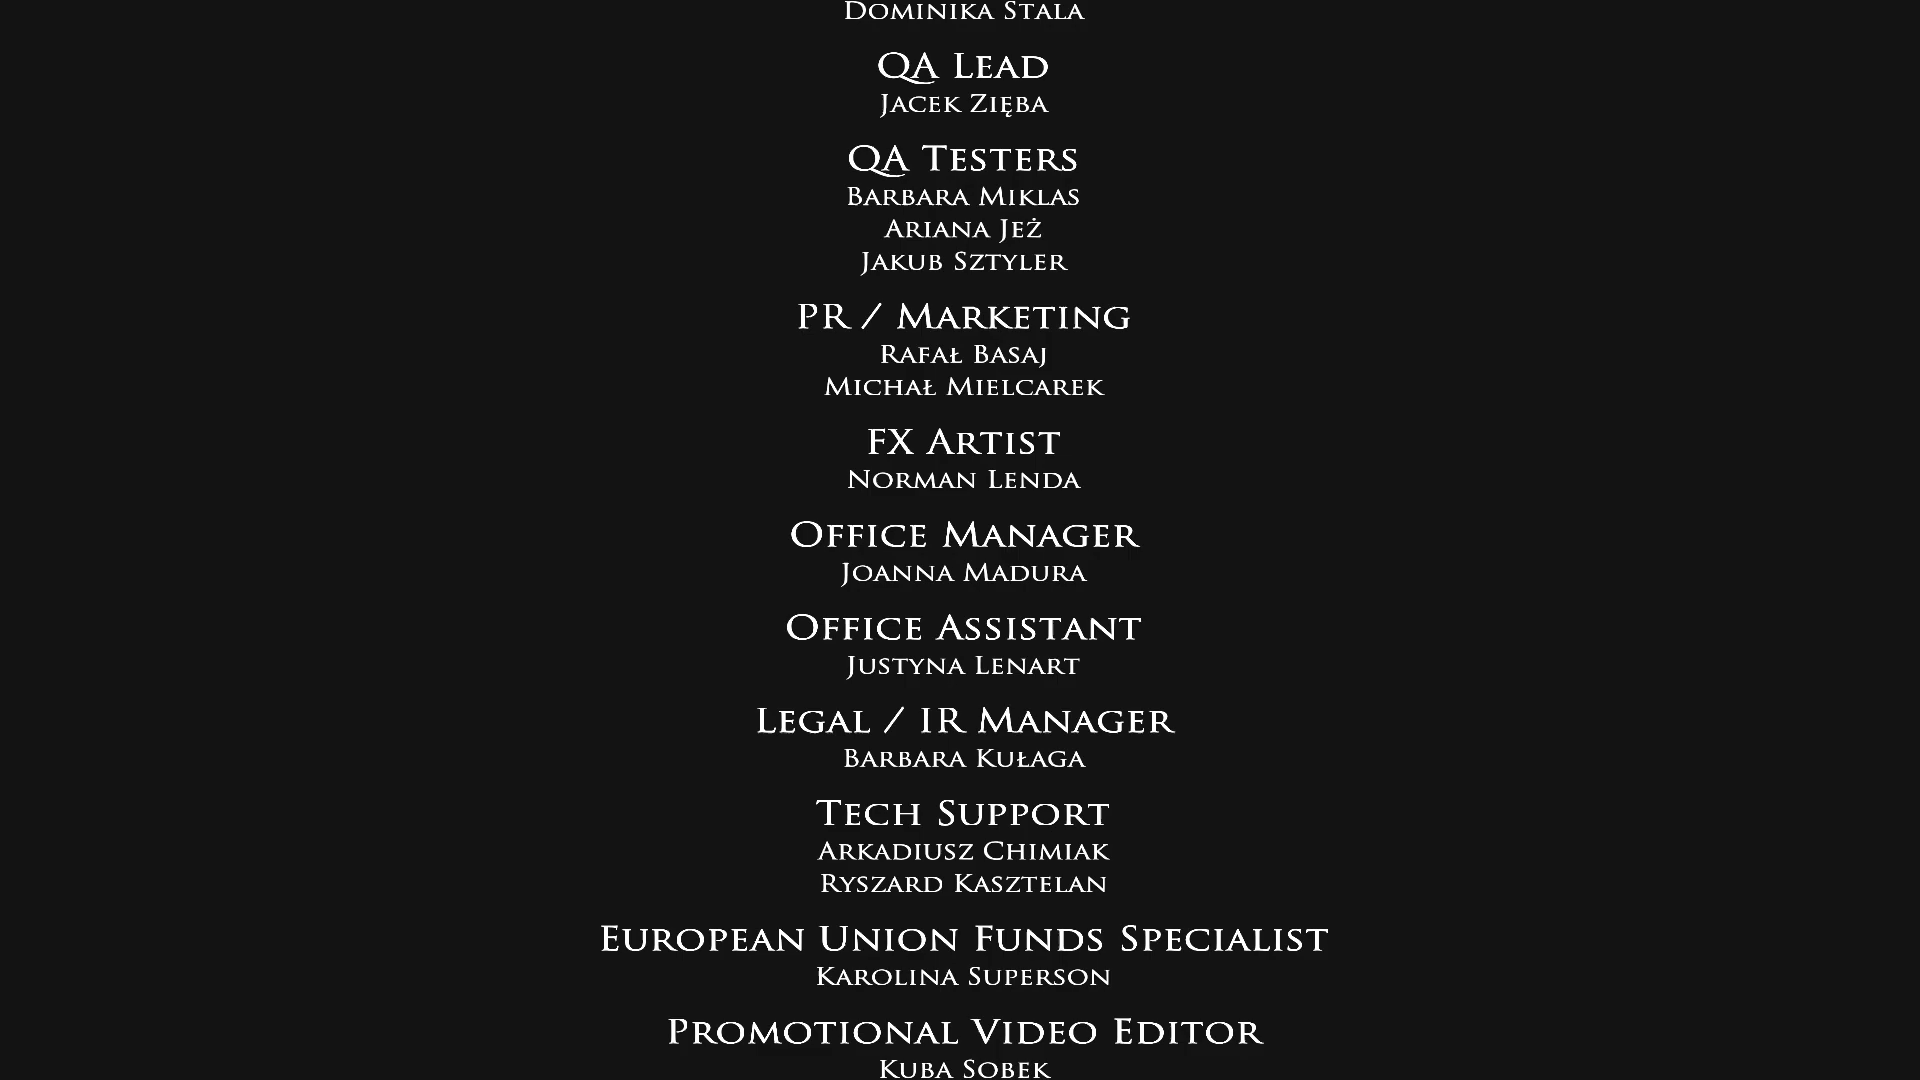 Dominika Stala
QA Lead
Jacek Zięba
QA Testers
Barbara Miklas
Ariana Jeż
Jakub Sztyler
PR / Marketing
Rafał Basaj
Michał Mielcarek
FX Artist
Norman Lenda
Office Manager
Joanna Madura
Office Assistant
Justyna Lenart
Legal / IR Manager
Barbara Kułaga
Tech Support
Arkadiusz Chimiak
Ryszard Kasztelan
European Union Funds Specialist
Karolina Superson
Promotional Video Editor
Kuba Sobek